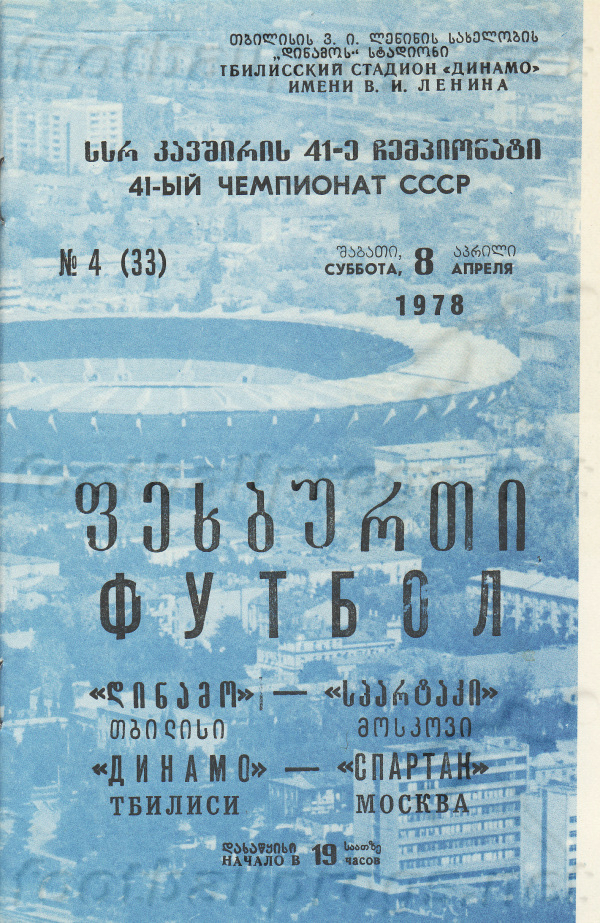 თბილისის ვ. ი. ლენინის სახელობის
„დინამოს“ სტადიონი
ТБИЛИССКИЙ СТАДИОН «ДИНАМО»
ИМЕНИ В. И. ЛЕНИНА
სსრ კავშირის 41-ე ჩემპიონატი
41-ЫЙ ЧЕМПИОНАТ СССР
№ 4 (33)
შაბათი, 8 აპრილი
СУББОТА, АПРЕЛЯ
1978
ფეხბურთი
ФУТБОЛ
«დინამო» — «სპარტაკი»
თბილისი მოსკოვი
«ДИНАМО» — «СПАРТАК»
ТБИЛИСИ МОСКВА
დასაწყისი 19 საათზე
НАЧАЛО В часов